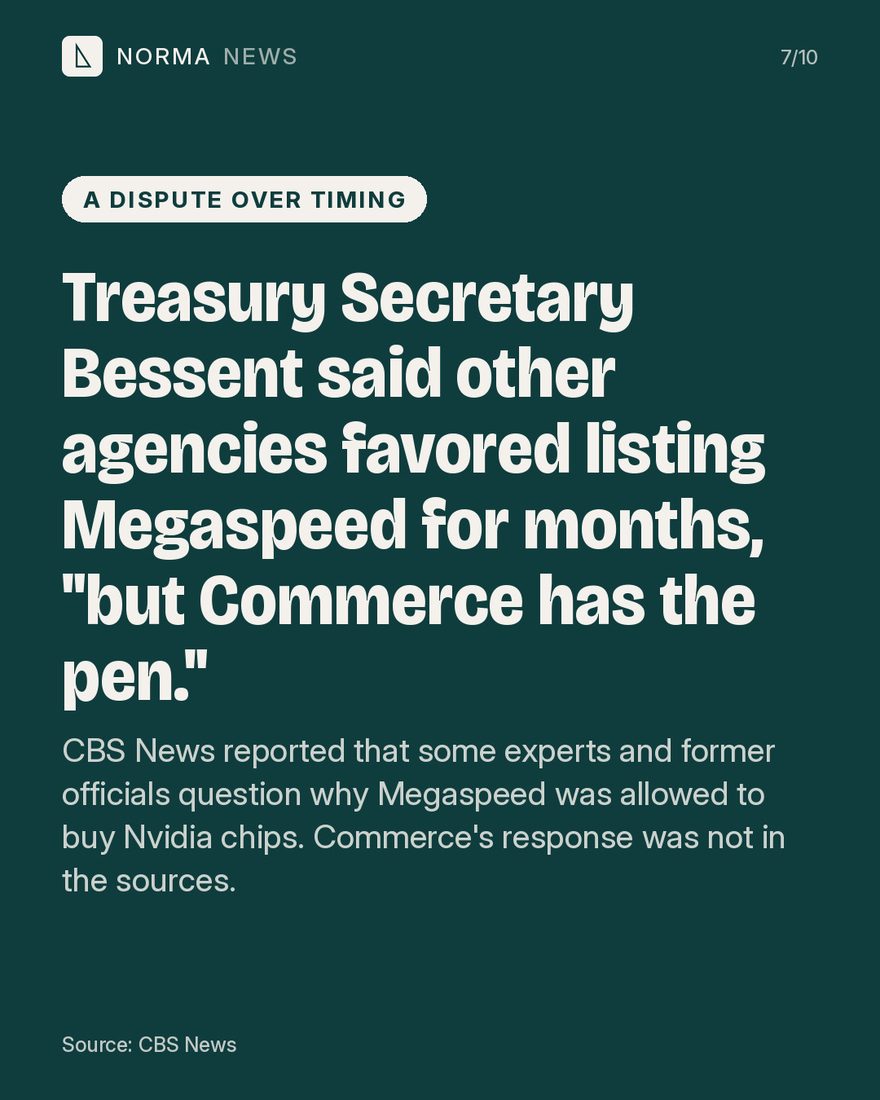 NORMA NEWS
7/10
A DISPUTE OVER TIMING
Treasury Secretary
Bessent said other
agencies favored listing
Megaspeed for months,
"but Commerce has the
pen."
CBS News reported that some experts and former
officials question why Megaspeed was allowed to
buy Nvidia chips. Commerce's response was not in
the sources.
Source: CBS News